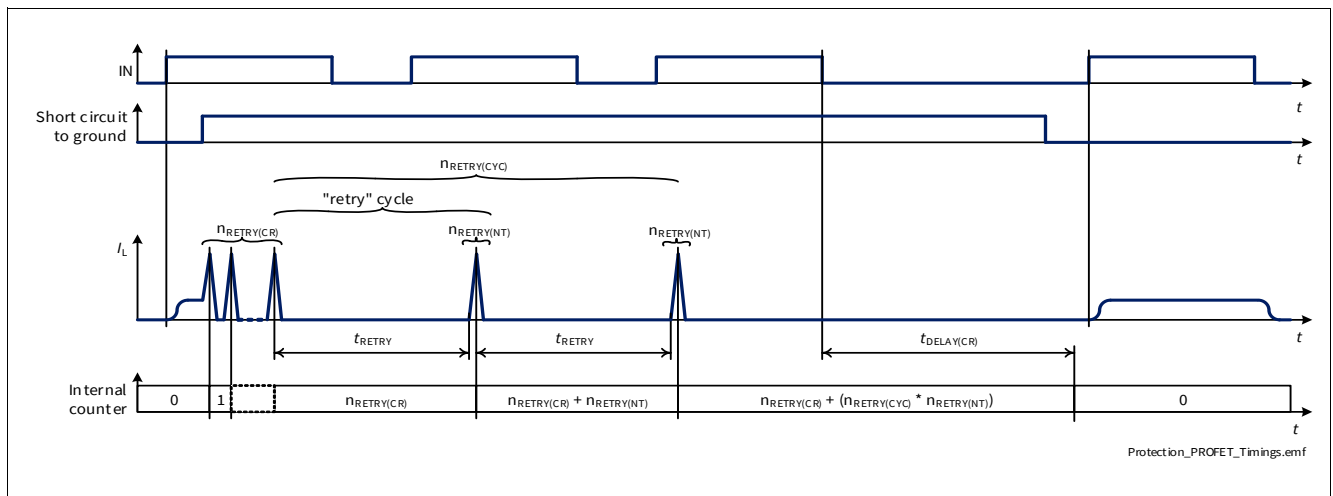 IN
t
Short circuit
to ground
t
nRETRY(CYC)
"retry" cycle
nRETRY(CR)
nRETRY(NT)
nRETRY(NT)
IL
t
tRETRY
tRETRY
tDELAY(CR)
Internal
counter
0
1
nRETRY(CR)
nRETRY(CR) + nRETRY(NT)
nRETRY(CR) + (nRETRY(CYC) * nRETRY(NT))
0
t
Protection_PROFET_Timings.emf